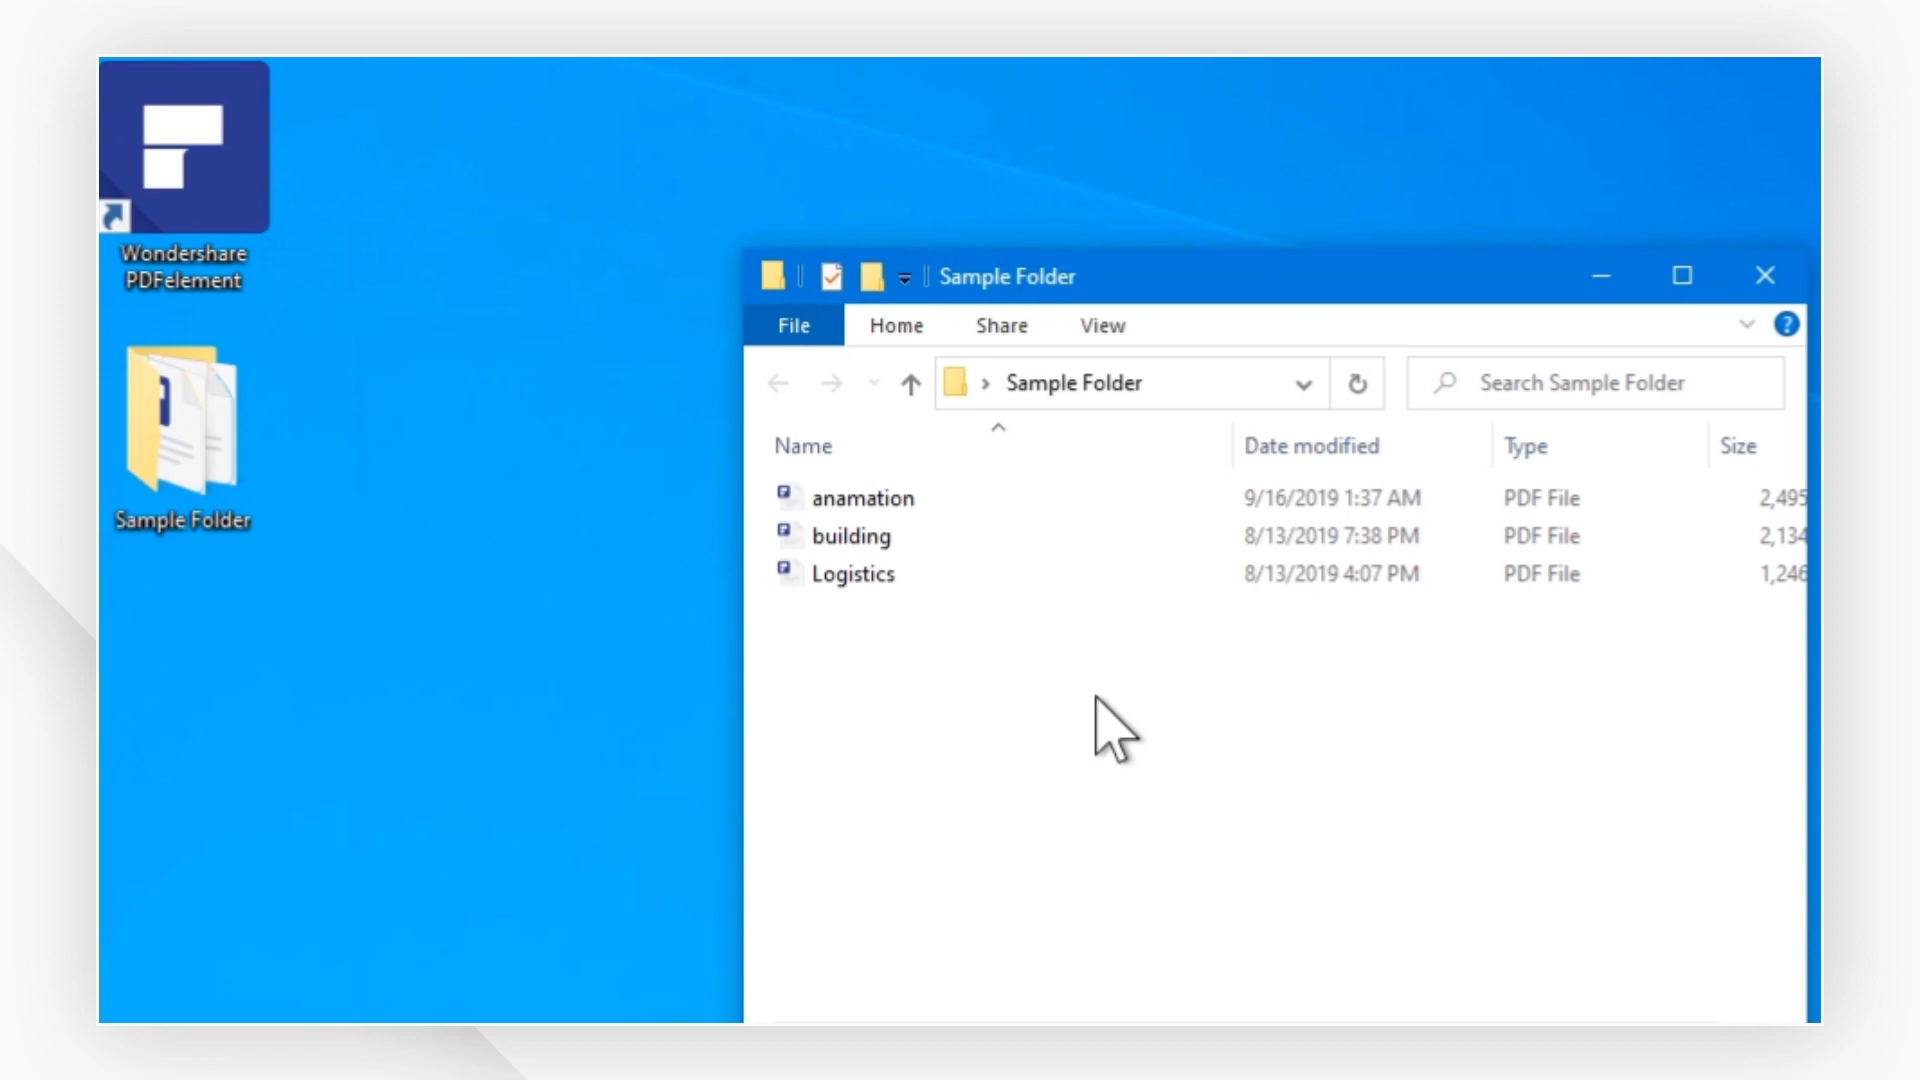 Wondershare
PDFelement
Sample Folder
Sample Folder
File Home Share View ?
Sample Folder Search Sample Folder
Name Date modified Type Size
anamation 9/16/2019 1:37 AM PDF File 2,495
building 8/13/2019 7:38 PM PDF File 2,134
Logistics 8/13/2019 4:07 PM PDF File 1,246